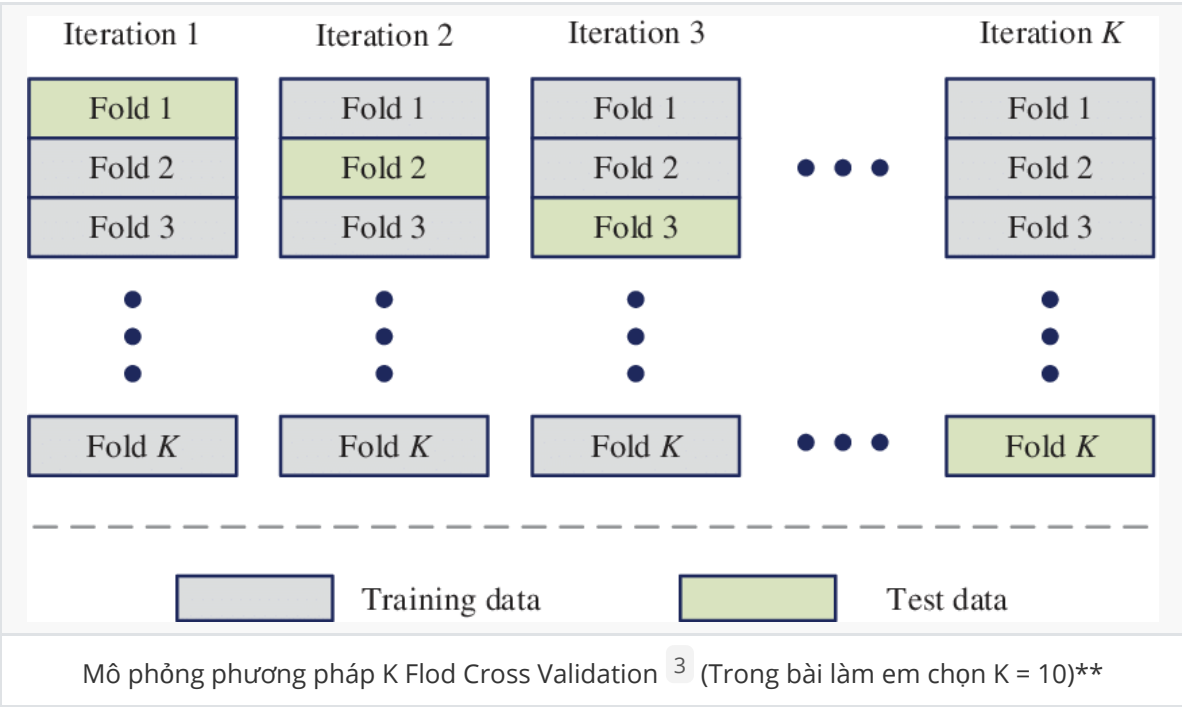 Iteration 1 Iteration 2 Iteration 3 Iteration K
Fold 1 Fold 1 Fold 1 Fold 1
Fold 2 Fold 2 Fold 2 Fold 2
Fold 3 Fold 3 Fold 3 Fold 3
Fold K Fold K Fold K Fold K
Training data Test data
Mô phỏng phương pháp K Flod Cross Validation 3 (Trong bài làm em chọn K = 10)**